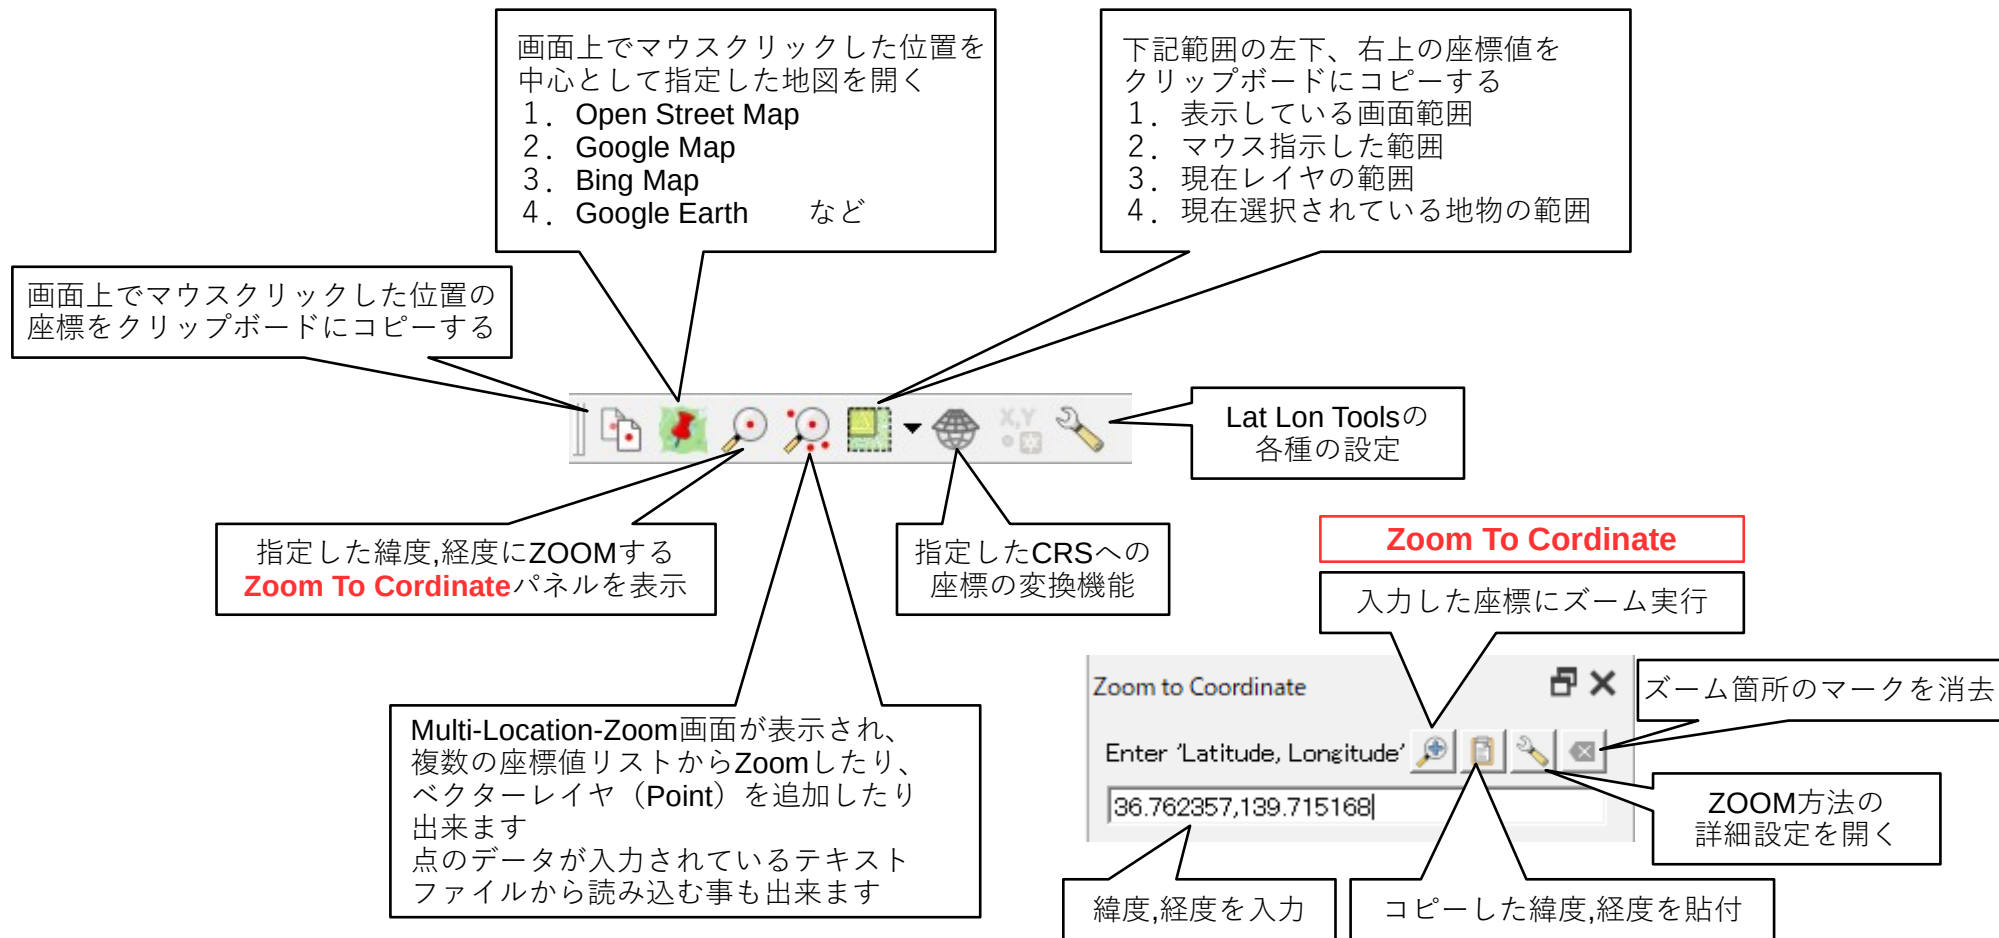 画面上でマウスクリックした位置を
中心として指定した地図を開く
１．Open Street Map
２．Google Map
３．Bing Map
４．Google Earth　　など
下記範囲の左下、右上の座標値を
クリップボードにコピーする
１．表示している画面範囲
２．マウス指示した範囲
３．現在レイヤの範囲
４．現在選択されている地物の範囲
画面上でマウスクリックした位置の
座標をクリップボードにコピーする
X,Y
Lat Lon Toolsの
各種の設定
指定した緯度,経度にZOOMする
Zoom To Cordinateパネルを表示
指定したCRSへの
座標の変換機能
Zoom To Cordinate
入力した座標にズーム実行
Zoom to Coordinate
ズーム箇所のマークを消去
Enter 'Latitude, Longitude'
36.762357,139.715168
ZOOM方法の
詳細設定を開く
Multi-Location-Zoom画面が表示され、
複数の座標値リストからZoomしたり、
ベクターレイヤ（Point）を追加したり
出来ます
点のデータが入力されているテキスト
ファイルから読み込む事も出来ます
緯度,経度を入力
コピーした緯度,経度を貼付